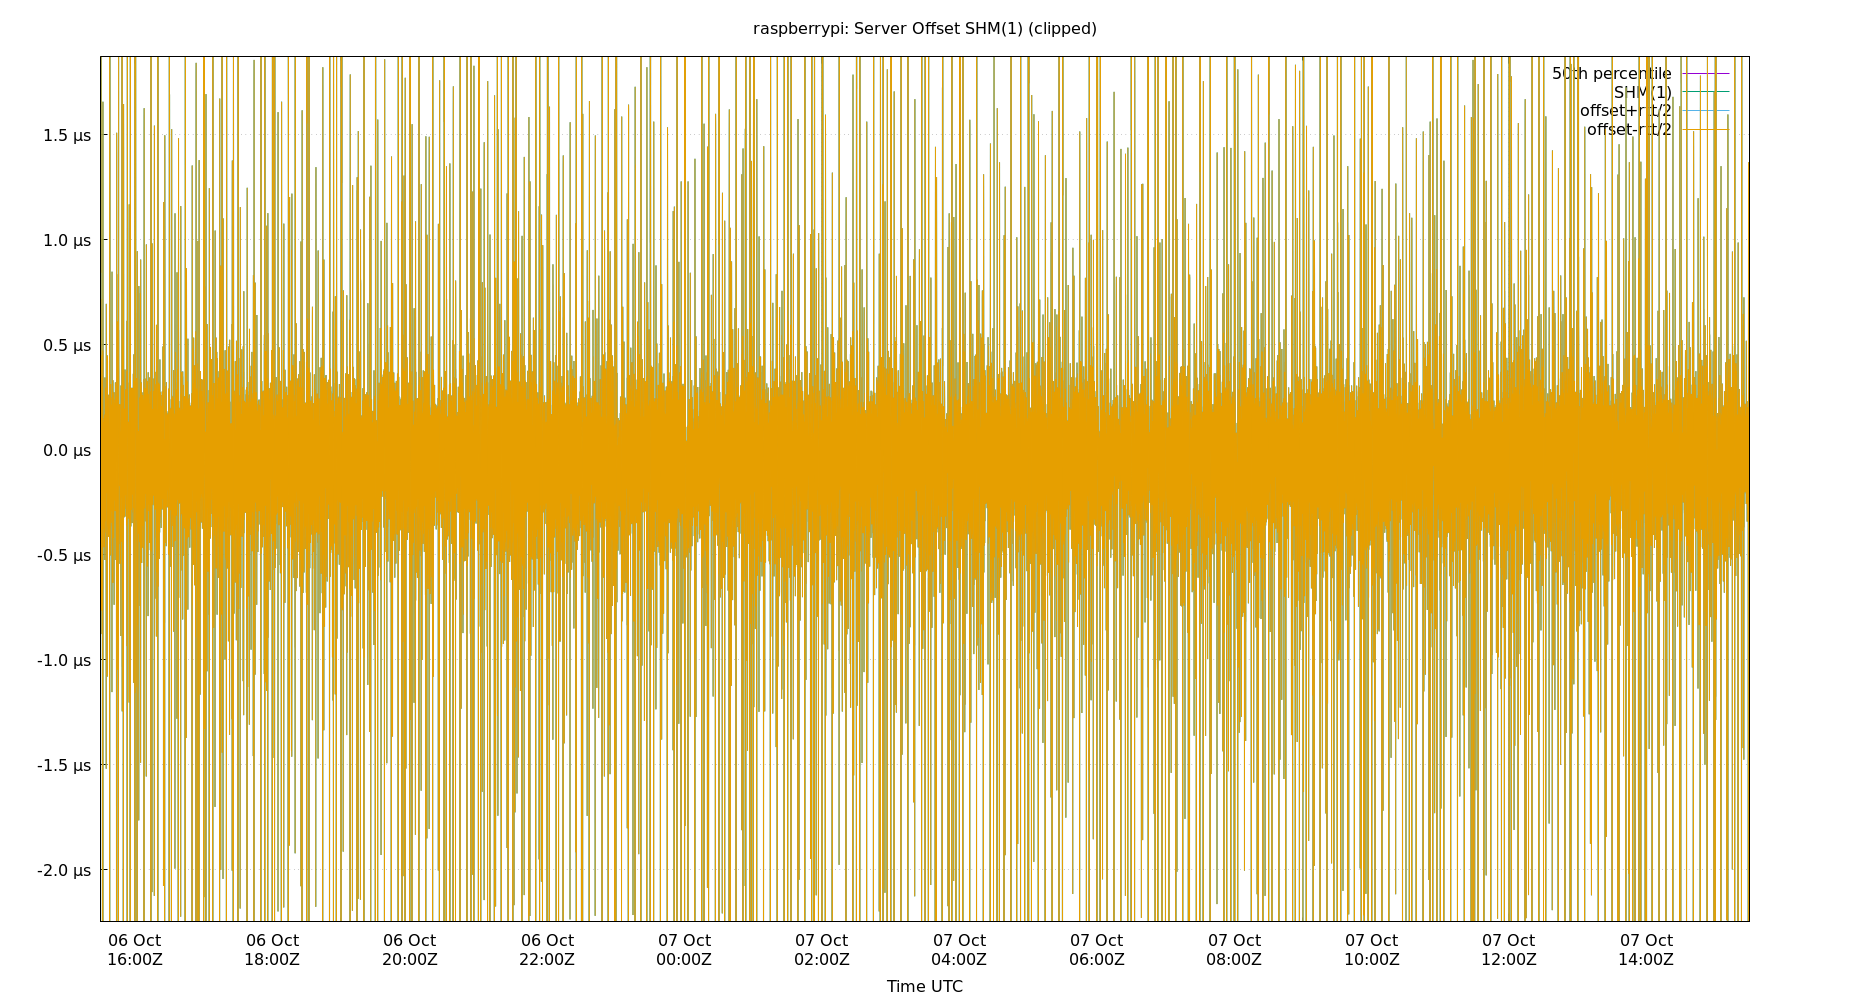 raspberrypi: Server Offset SHM(1) (clipped)
50th percentile
SHM(1)
offset+rtt/2
offset-rtt/2
1.5 µs
1.0 µs
0.5 µs
0.0 µs
-0.5 µs
-1.0 µs
-1.5 µs
-2.0 µs
06 Oct 06 Oct 06 Oct 06 Oct 07 Oct 07 Oct 07 Oct 07 Oct 07 Oct 07 Oct 07 Oct 07 Oct
16:00Z 18:00Z 20:00Z 22:00Z 00:00Z 02:00Z 04:00Z 06:00Z 08:00Z 10:00Z 12:00Z 14:00Z
Time UTC